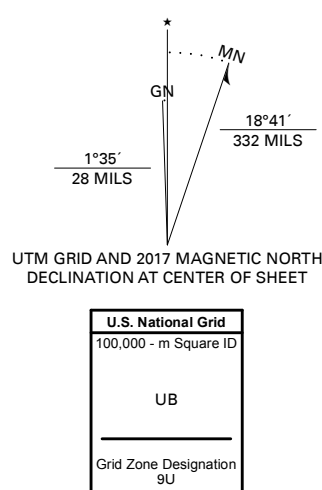 ★
MN
GN
18°41´
332 MILS
1°35´
28 MILS
UTM GRID AND 2017 MAGNETIC NORTH
DECLINATION AT CENTER OF SHEET
U.S. National Grid
100,000 - m Square ID
UB
Grid Zone Designation
9U